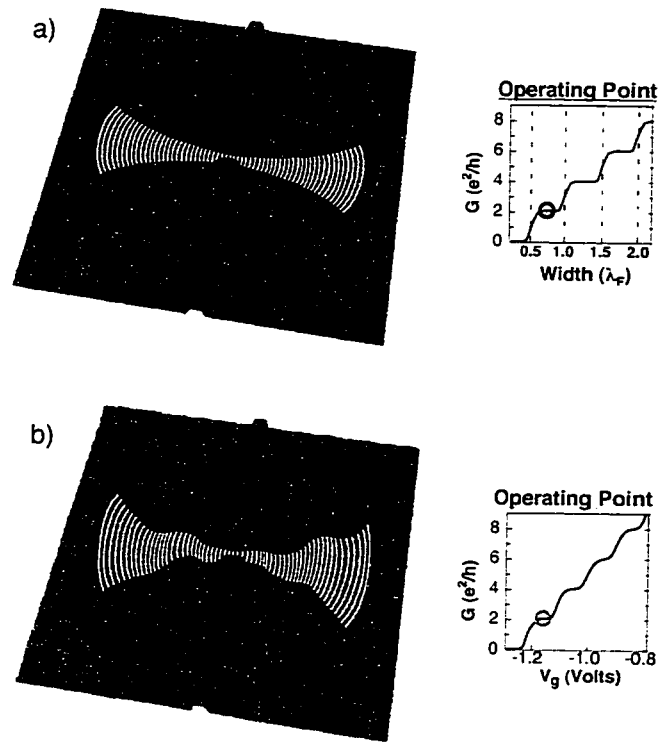 a)
Operating Point
8
6
4
2
0
G (e²/h)
0.5 1.0 1.5 2.0
Width (λF)
b)
Operating Point
8
6
4
2
0
G (e²/h)
-1.2 -1.0 -0.8
Vg (Volts)